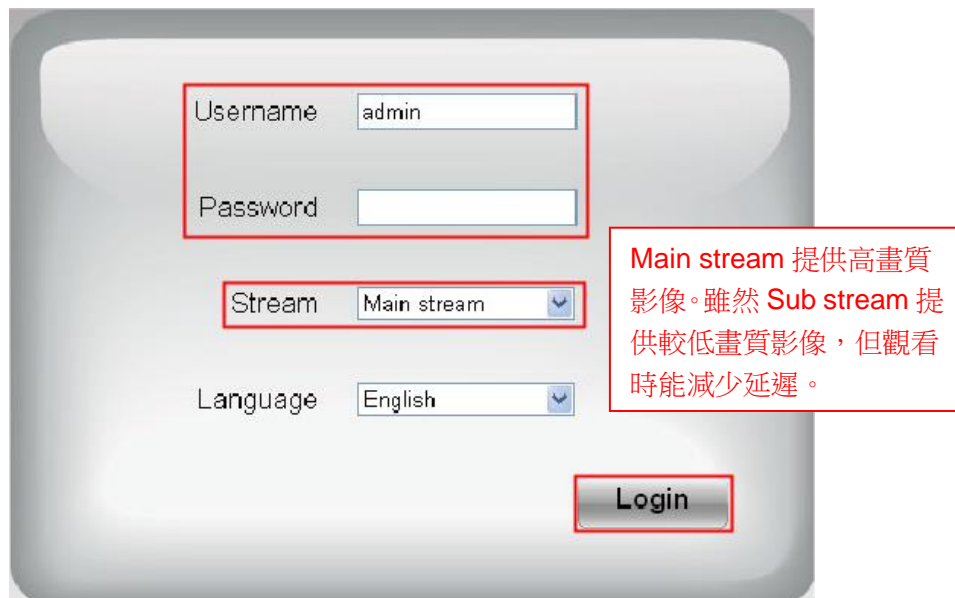 Username admin
Password
Stream Main stream
Main stream 提供高畫質
影像。雖然 Sub stream 提
供較低畫質影像，但觀看
時能減少延遲。
Language English
Login